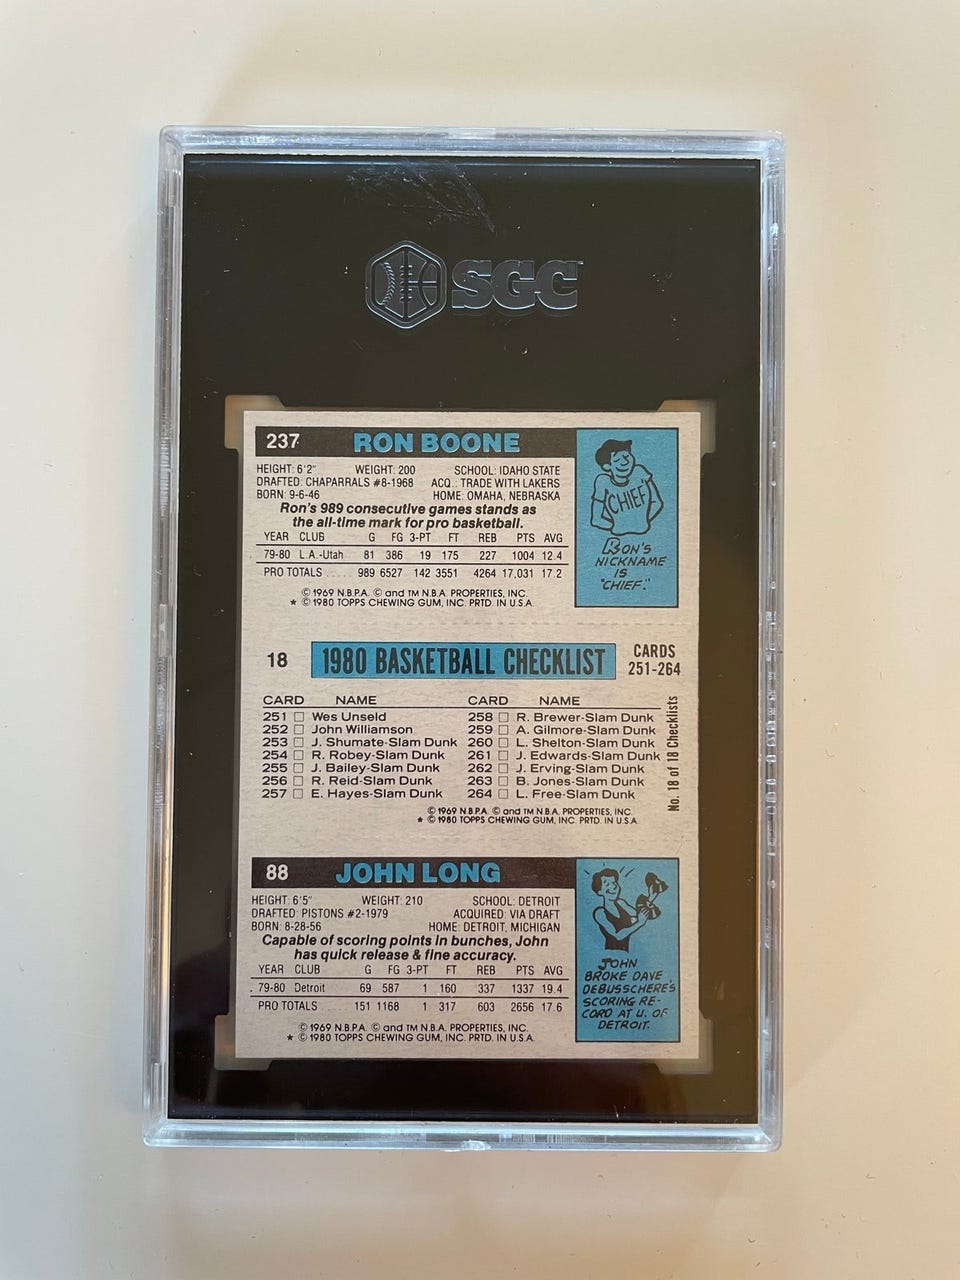 SGC
237 RON BOONE
HEIGHT: 6'2" WEIGHT: 200 SCHOOL: IDAHO STATE
DRAFTED: CHAPARRALS #8-1968 ACQ.: TRADE WITH LAKERS
BORN: 9-6-46 HOME: OMAHA, NEBRASKA
Ron's 989 consecutive games stands as
the all-time mark for pro basketball.
YEAR CLUB G FG 3-PT FT REB PTS AVG
79-80 L.A.-Utah 81 386 19 175 227 1004 12.4
PRO TOTALS ..... 989 6527 142 3551 4264 17,031 17.2
© 1969 N.B.P.A. © and TM N.B.A. PROPERTIES, INC.
★ © 1980 TOPPS CHEWING GUM, INC. PRTD. IN U.S.A.
CHIEF
RON'S
NICKNAME
IS
"CHIEF."
18 1980 BASKETBALL CHECKLIST CARDS
251-264
CARD NAME CARD NAME
251 □ Wes Unseld 258 □ R. Brewer-Slam Dunk
252 □ John Williamson 259 □ A. Gilmore-Slam Dunk
253 □ J. Shumate-Slam Dunk 260 □ L. Shelton-Slam Dunk
254 □ R. Robey-Slam Dunk 261 □ J. Edwards-Slam Dunk
255 □ J. Bailey-Slam Dunk 262 □ J. Erving-Slam Dunk
256 □ R. Reid-Slam Dunk 263 □ B. Jones-Slam Dunk
257 □ E. Hayes-Slam Dunk 264 □ L. Free-Slam Dunk
No. 18 of 18 Checklists
© 1969 N.B.P.A. © and TM N.B.A. PROPERTIES, INC.
★ © 1980 TOPPS CHEWING GUM, INC. PRTD. IN U.S.A.
88 JOHN LONG
HEIGHT: 6'5" WEIGHT: 210 SCHOOL: DETROIT
DRAFTED: PISTONS #2-1979 ACQUIRED: VIA DRAFT
BORN: 8-28-56 HOME: DETROIT, MICHIGAN
Capable of scoring points in bunches, John
has quick release & fine accuracy.
YEAR CLUB G FG 3-PT FT REB PTS AVG
79-80 Detroit 69 587 1 160 337 1337 19.4
PRO TOTALS ..... 151 1168 1 317 603 2656 17.6
© 1969 N.B.P.A. © and TM N.B.A. PROPERTIES, INC.
★ © 1980 TOPPS CHEWING GUM, INC. PRTD. IN U.S.A.
JOHN
BROKE DAVE
DEBUSSCHERE'S
SCORING RE-
CORD AT U. OF
DETROIT.